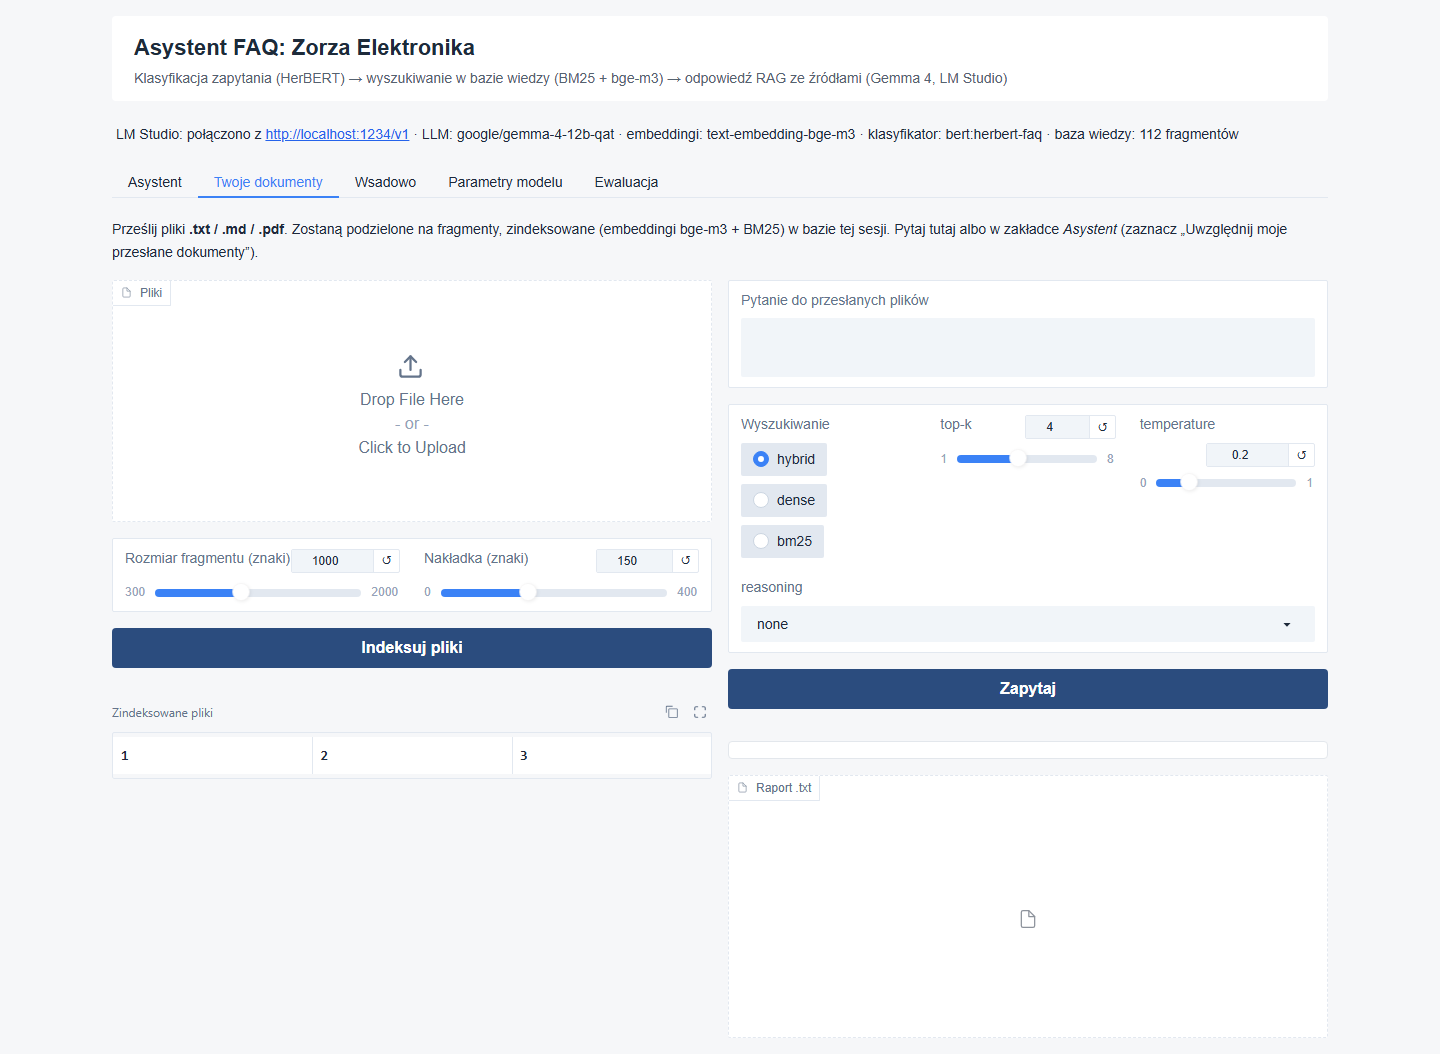 Asystent FAQ: Zorza Elektronika
Klasyfikacja zapytania (HerBERT) → wyszukiwanie w bazie wiedzy (BM25 + bge-m3) → odpowiedź RAG ze źródłami (Gemma 4, LM Studio)
LM Studio: połączono z http://localhost:1234/v1 · LLM: google/gemma-4-12b-qat · embeddingi: text-embedding-bge-m3 · klasyfikator: bert:herbert-faq · baza wiedzy: 112 fragmentów
Asystent Twoje dokumenty Wsadowo Parametry modelu Ewaluacja
Prześlij pliki .txt / .md / .pdf. Zostaną podzielone na fragmenty, zindeksowane (embeddingi bge-m3 + BM25) w bazie tej sesji. Pytaj tutaj albo w zakładce Asystent (zaznacz „Uwzględnij moje
przesłane dokumenty”).
Pliki
Drop File Here
- or -
Click to Upload
Rozmiar fragmentu (znaki) 1000 ↺
300 2000
Nakładka (znaki) 150 ↺
0 400
Indeksuj pliki
Zindeksowane pliki
1 2 3
Pytanie do przesłanych plików
Wyszukiwanie
hybrid
dense
bm25
top-k 4 ↺
1 8
temperature
0.2 ↺
0 1
reasoning
none
Zapytaj
Raport .txt